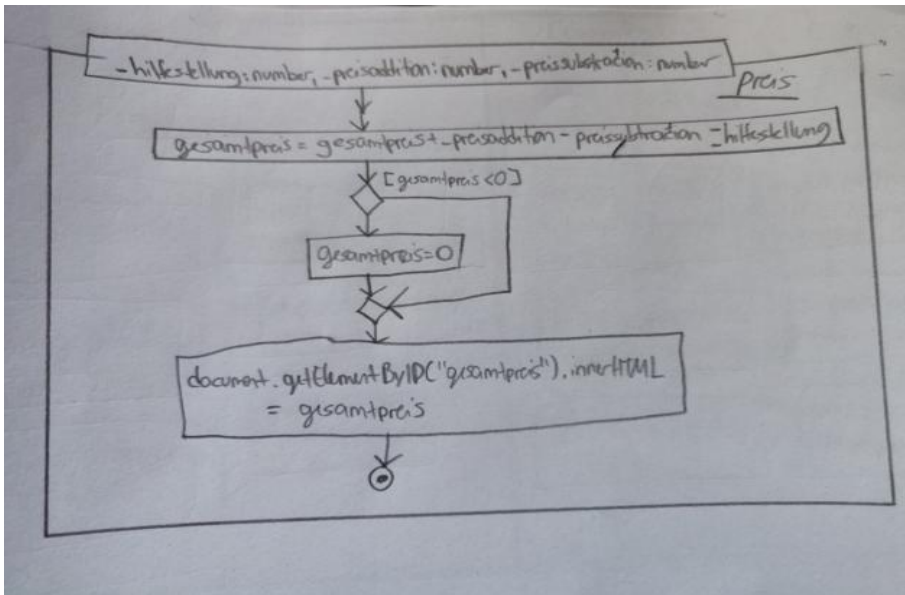 _hilfestellung: number, _preisaddition: number, _preissubtraction: number
Preis
gesamtpreis = gesamtpreis + _preisaddition - preissubtraction - _hilfestellung
[gesamtpreis < 0]
gesamtpreis = 0
document.getElementByID("gesamtpreis").innerHTML
= gesamtpreis